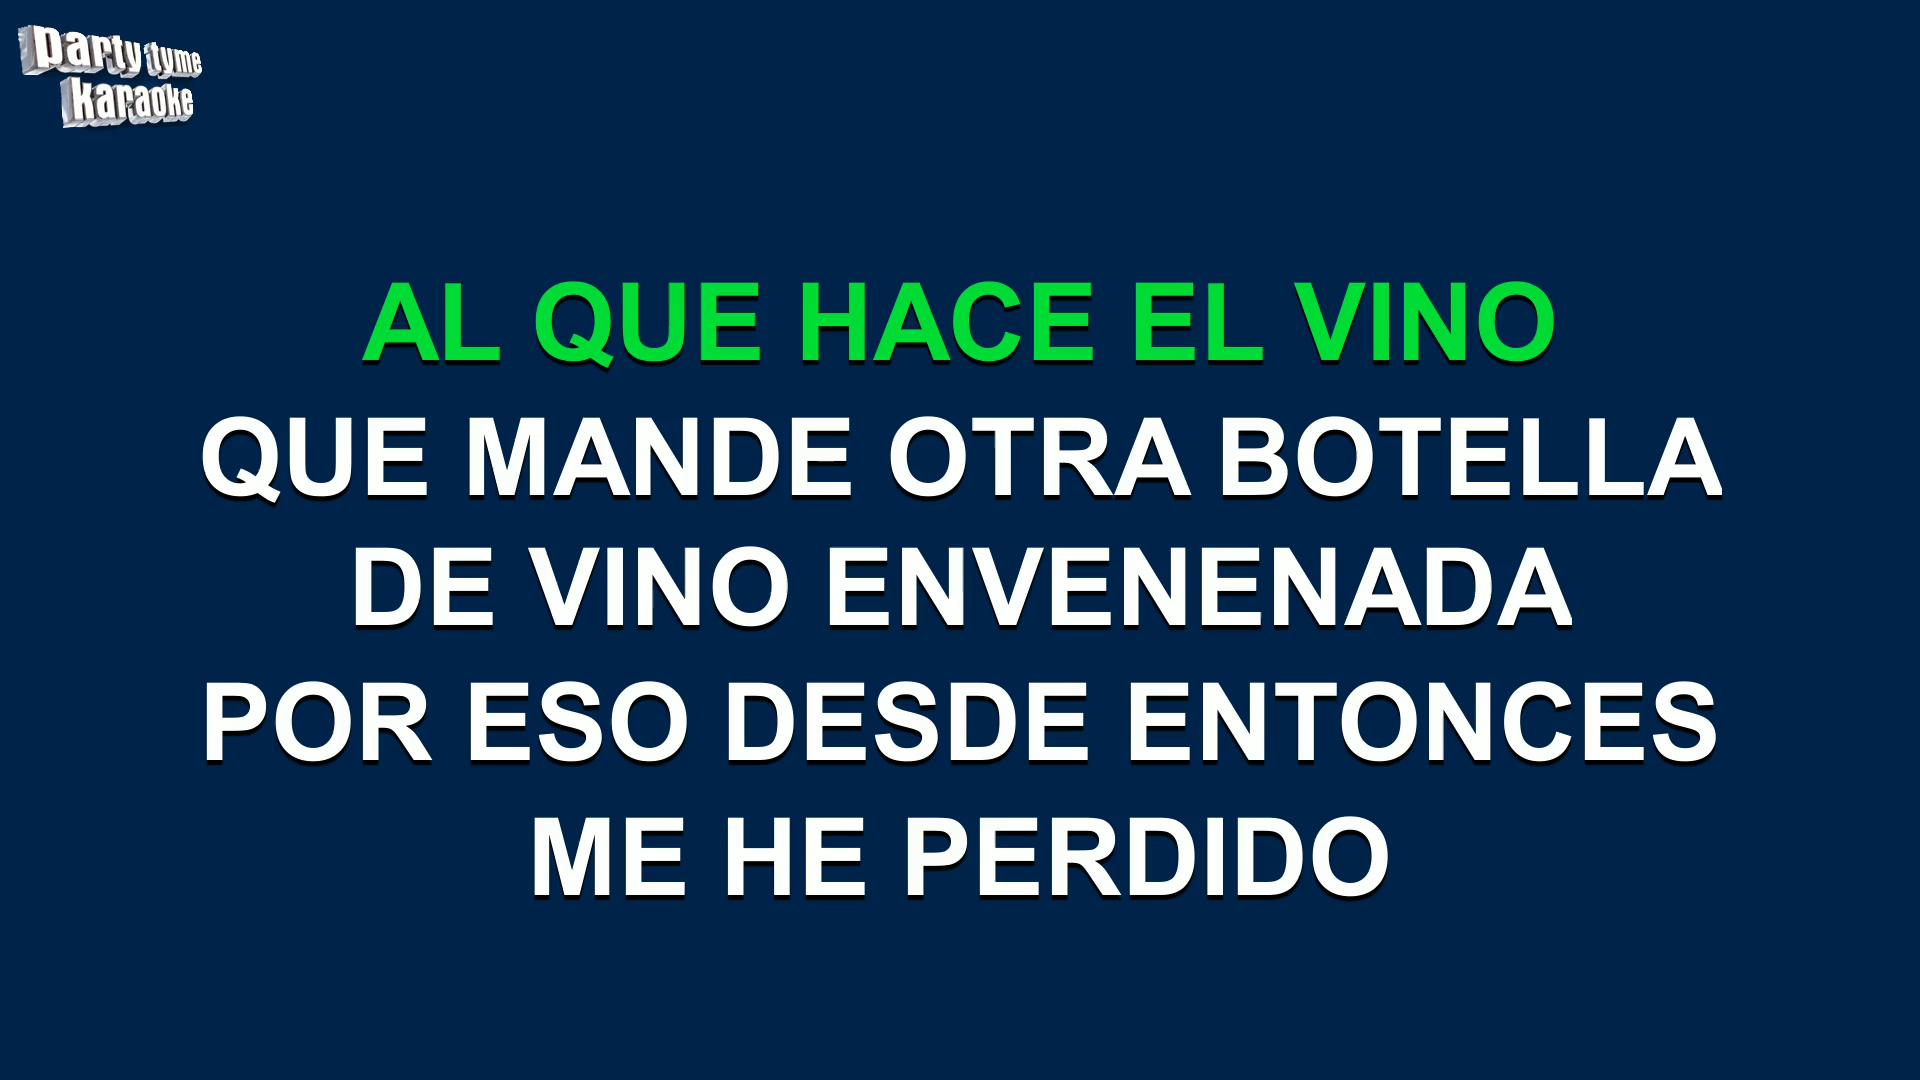 party tyme
karaoke
AL QUE HACE EL VINO
QUE MANDE OTRA BOTELLA
DE VINO ENVENENADA
POR ESO DESDE ENTONCES
ME HE PERDIDO